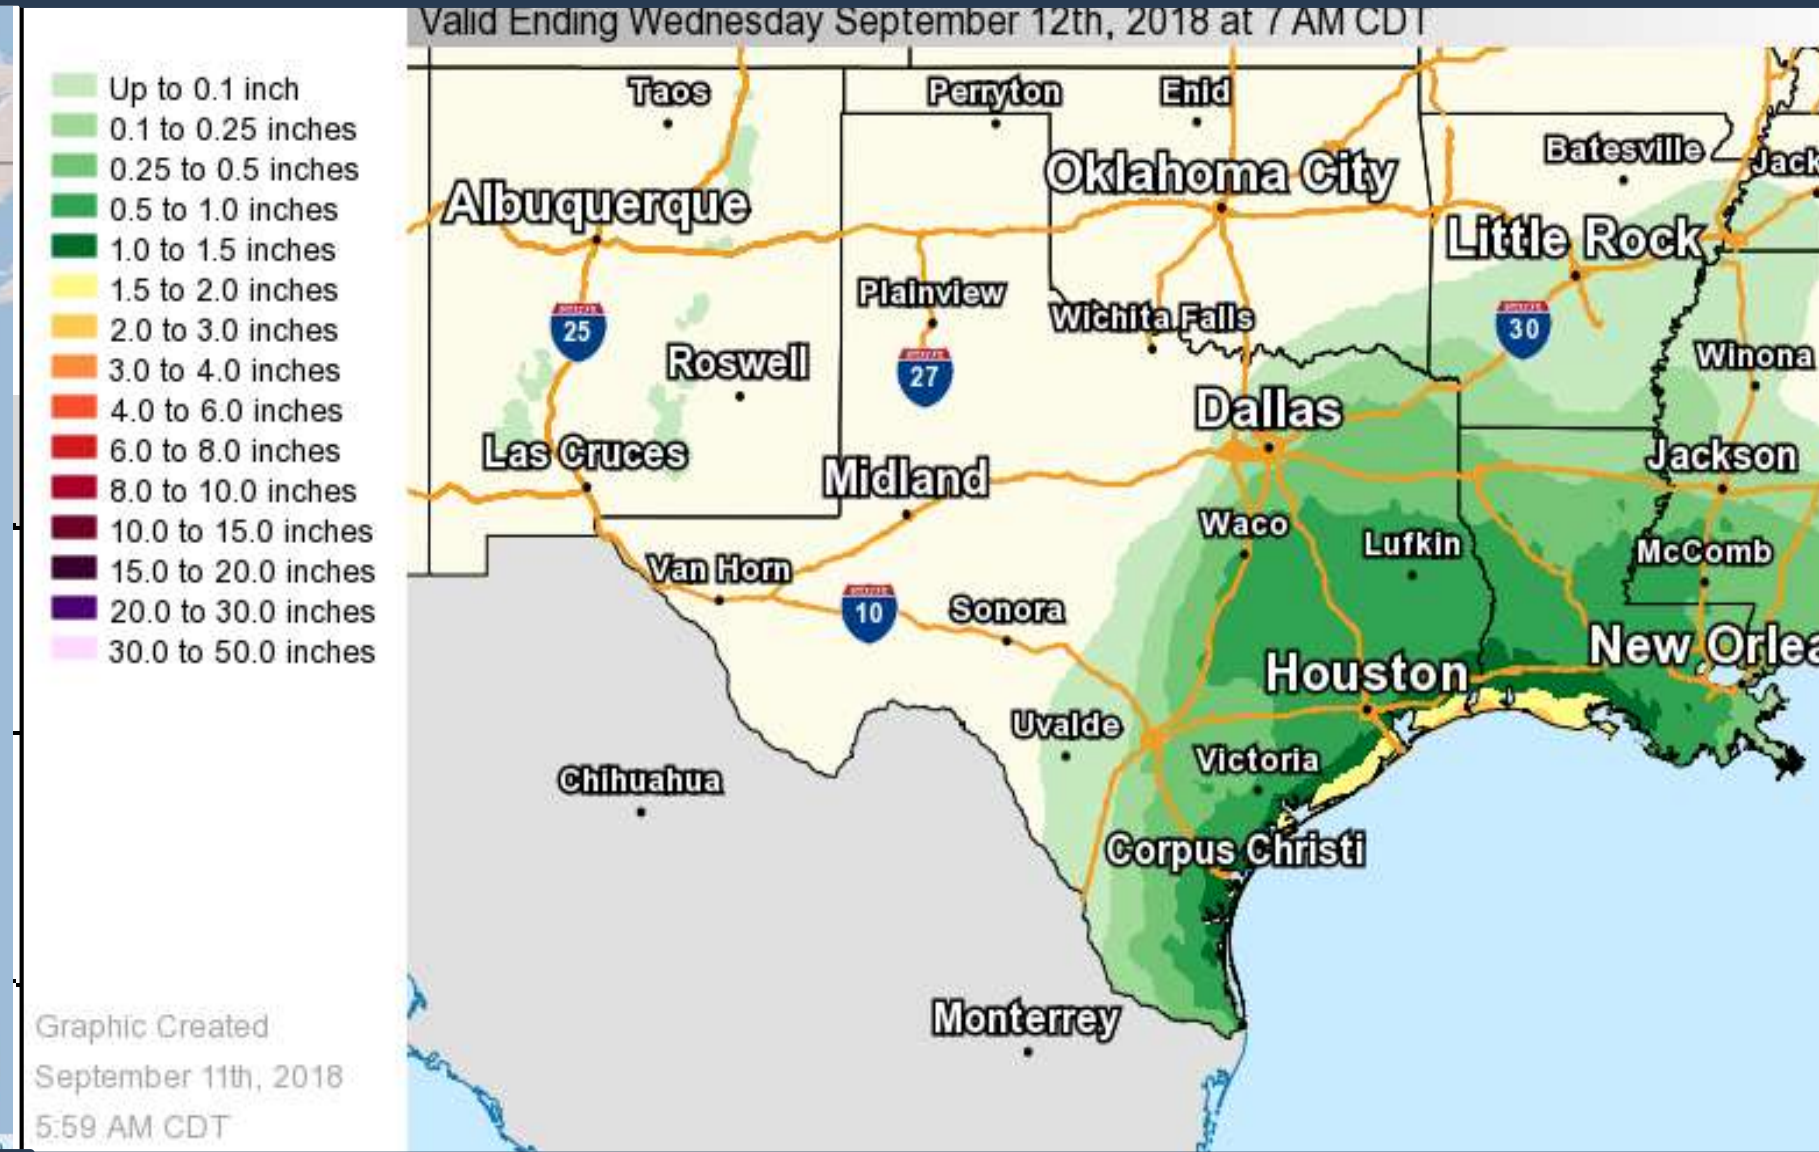 Valid Ending Wednesday September 12th, 2018 at 7 AM CDT
Up to 0.1 inch
0.1 to 0.25 inches
0.25 to 0.5 inches
0.5 to 1.0 inches
1.0 to 1.5 inches
1.5 to 2.0 inches
2.0 to 3.0 inches
3.0 to 4.0 inches
4.0 to 6.0 inches
6.0 to 8.0 inches
8.0 to 10.0 inches
10.0 to 15.0 inches
15.0 to 20.0 inches
20.0 to 30.0 inches
30.0 to 50.0 inches
Graphic Created
September 11th, 2018
5:59 AM CDT
Taos
Perryton
Enid
Batesville
Jack
Oklahoma City
Albuquerque
Little Rock
Plainview
Wichita Falls
25
30
Roswell
27
Winona
Dallas
Las Cruces
Midland
Jackson
Waco
Lufkin
McComb
Van Horn
10
Sonora
New Orlea
Houston
Uvalde
Victoria
Chihuahua
Corpus Christi
Monterrey